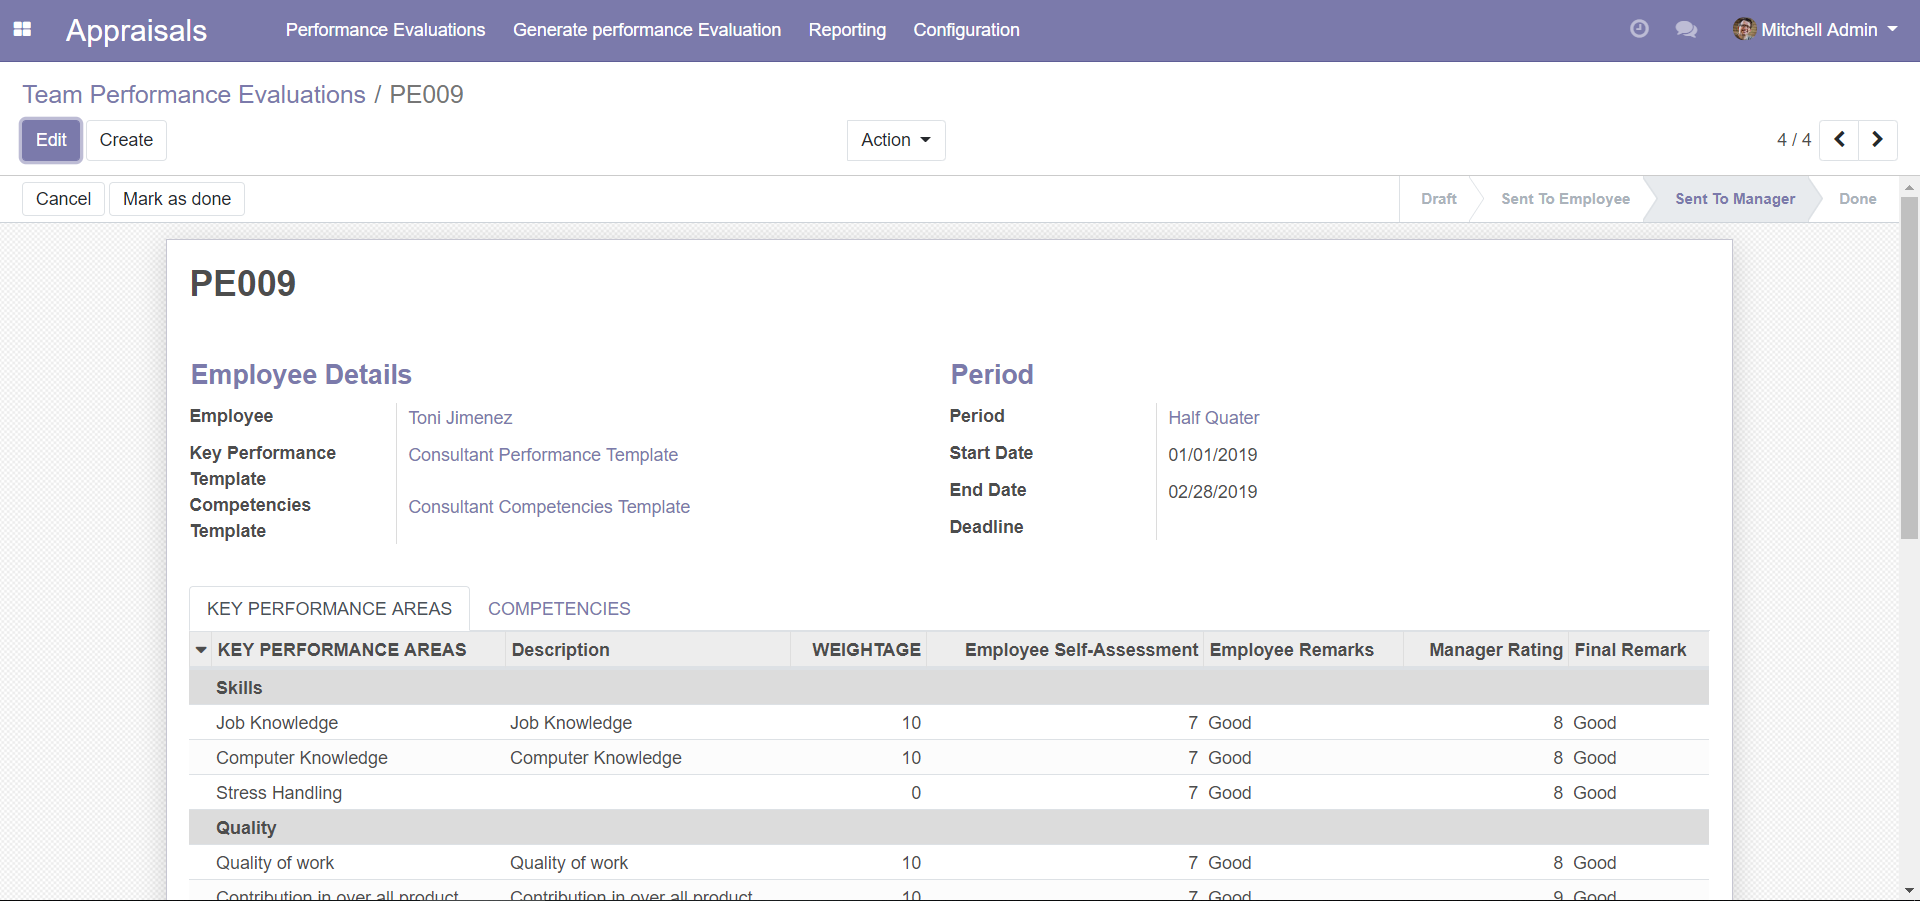 Appraisals Performance Evaluations Generate performance Evaluation Reporting Configuration Mitchell Admin
Team Performance Evaluations / PE009
Edit Create Action 4 / 4
Cancel Mark as done Draft Sent To Employee Sent To Manager Done
PE009
Employee Details Period
Employee Toni Jimenez Period Half Quater
Key Performance Template Consultant Performance Template Start Date 01/01/2019
Competencies Template Consultant Competencies Template End Date 02/28/2019
Deadline
KEY PERFORMANCE AREAS COMPETENCIES
KEY PERFORMANCE AREAS Description WEIGHTAGE Employee Self-Assessment Employee Remarks Manager Rating Final Remark
Skills
Job Knowledge Job Knowledge 10 7 Good 8 Good
Computer Knowledge Computer Knowledge 10 7 Good 8 Good
Stress Handling 0 7 Good 8 Good
Quality
Quality of work Quality of work 10 7 Good 8 Good
Contribution in over all product Contribution in over all product 10 7 Good 9 Good